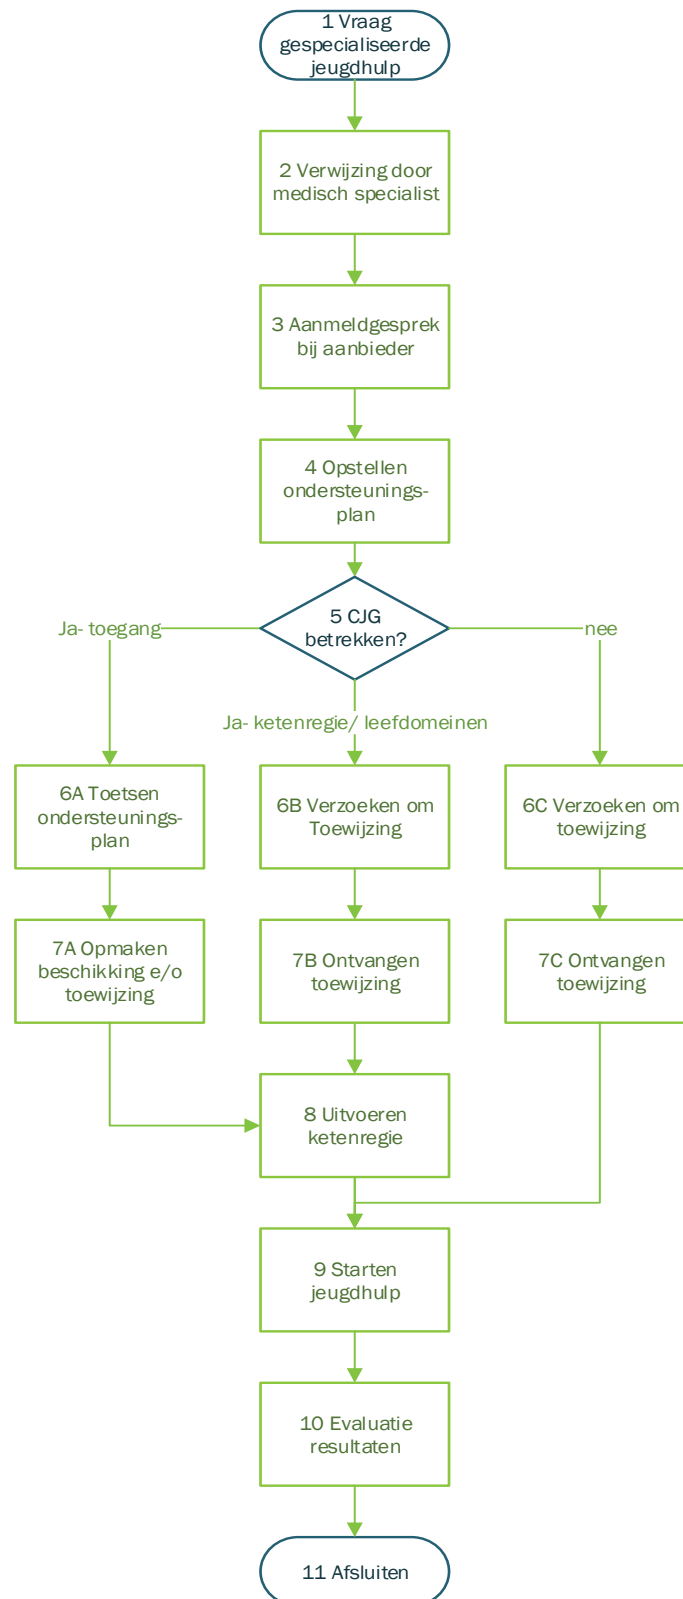 1 Vraag
gespecialiseerde
jeugdhulp
2 Verwijzing door
medisch specialist
3 Aanmeldgesprek
bij aanbieder
4 Opstellen
ondersteunings-
plan
5 CJG
betrekken?
Ja- toegang
nee
Ja- ketenregie/ leefdomeinen
6A Toetsen
ondersteunings-
plan
6B Verzoeken om
Toewijzing
6C Verzoeken om
toewijzing
7A Opmaken
beschikking e/o
toewijzing
7B Ontvangen
toewijzing
7C Ontvangen
toewijzing
8 Uitvoeren
ketenregie
9 Starten
jeugdhulp
10 Evaluatie
resultaten
11 Afsluiten